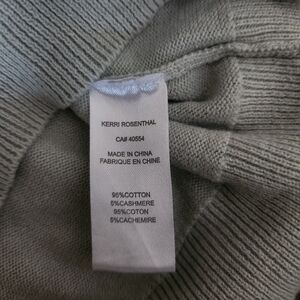 KERRI ROSENTHAL
CA# 40554
MADE IN CHINA
FABRIQUE EN CHINE
95%COTTON
5%CASHMERE
95%COTON
5%CACHEMIRE